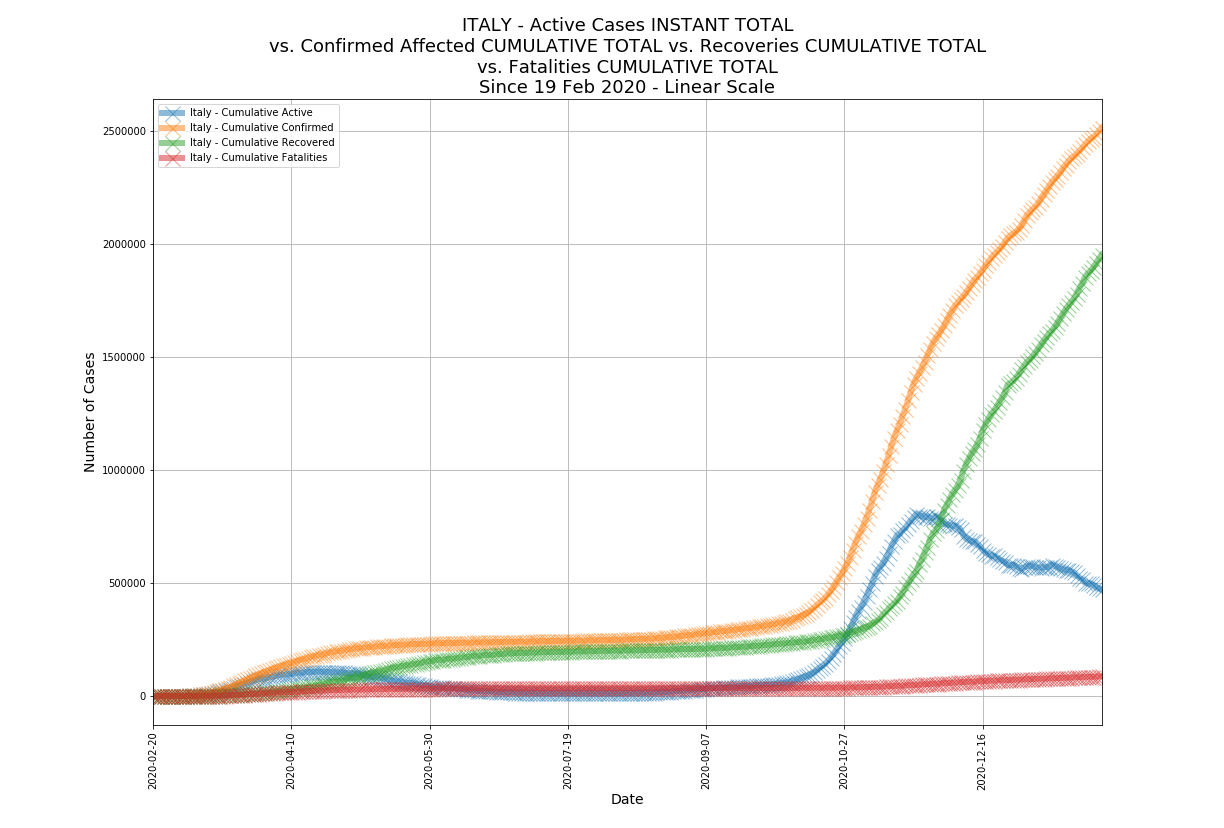 ITALY - Active Cases INSTANT TOTAL
vs. Confirmed Affected CUMULATIVE TOTAL vs. Recoveries CUMULATIVE TOTAL
vs. Fatalities CUMULATIVE TOTAL
Since 19 Feb 2020 - Linear Scale
Italy - Cumulative Active
Italy - Cumulative Confirmed
Italy - Cumulative Recovered
Italy - Cumulative Fatalities
Number of Cases
2500000
2000000
1500000
1000000
500000
0
2020-02-20
2020-04-10
2020-05-30
2020-07-19
2020-09-07
2020-10-27
2020-12-16
Date